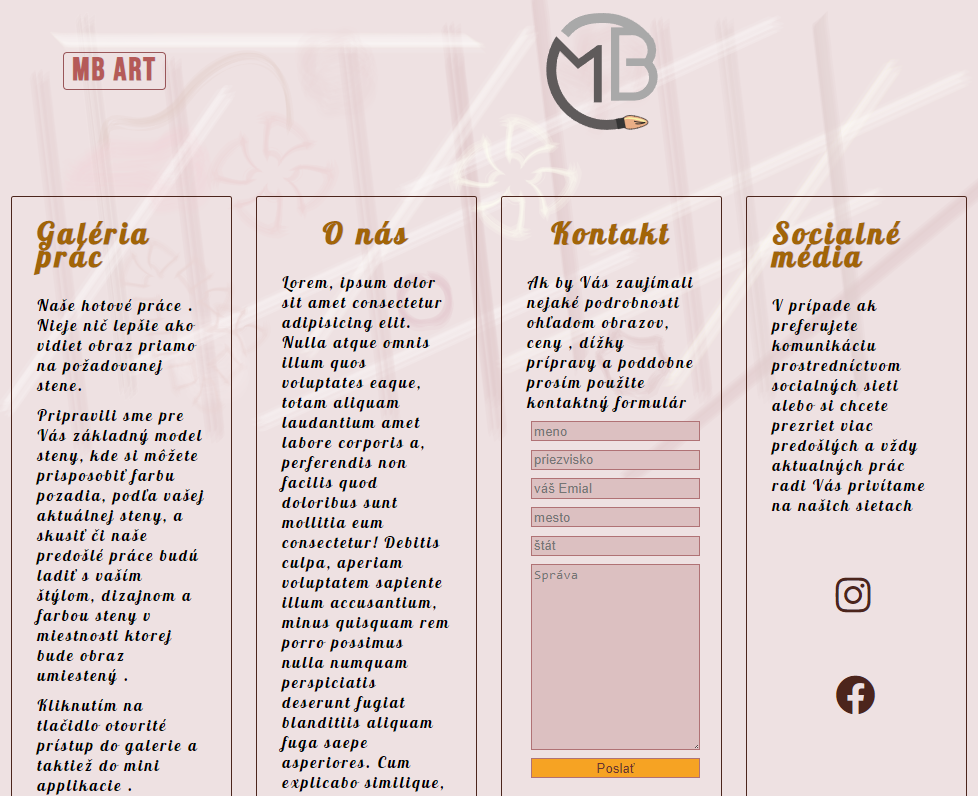 MB ART
MB
Galéria
prác
Naše hotové práce .
Nieje nič lepšie ako
vidieť obraz priamo
na požadovanej
stene.
Pripravili sme pre
Vás základný model
steny, kde si môžete
prisposobiť farbu
pozadia, podľa vašej
aktuálnej steny, a
skusiť či naše
predošlé práce budú
ladiť s vaším
štýlom, dizajnom a
farbou steny v
miestnosti ktorej
bude obraz
umiestený .
Kliknutím na
tlačidlo otovrité
prístup do galerie a
taktiež do mini
applikacie .
O nás
Lorem, ipsum dolor
sit amet consectetur
adipisicing elit.
Nulla atque omnis
illum quos
voluptates eaque,
totam aliquam
laudantium amet
labore corporis a,
perferendis non
facilis quod
doloribus sunt
mollitia eum
consectetur! Debitis
culpa, aperiam
voluptatem sapiente
illum accusantium,
minus quisquam rem
porro possimus
nulla numquam
perspiciatis
deserunt fugiat
blanditiis aliquam
fuga saepe
asperiores. Cum
explicabo similique,
Kontakt
Ak by Vás zaujímali
nejaké podrobnosti
ohľadom obrazov,
ceny , dížky
prípravy a poddobne
prosím použite
kontaktný formulár
meno
priezvisko
váš Emial
mesto
štát
Správa
Poslať
Socialné
média
V prípade ak
preferujete
komunikáciu
prostredníctvom
socialných sieti
alebo si chcete
prezrieť viac
predošlých a vždy
aktualných prác
radi Vás privítame
na našich sietach